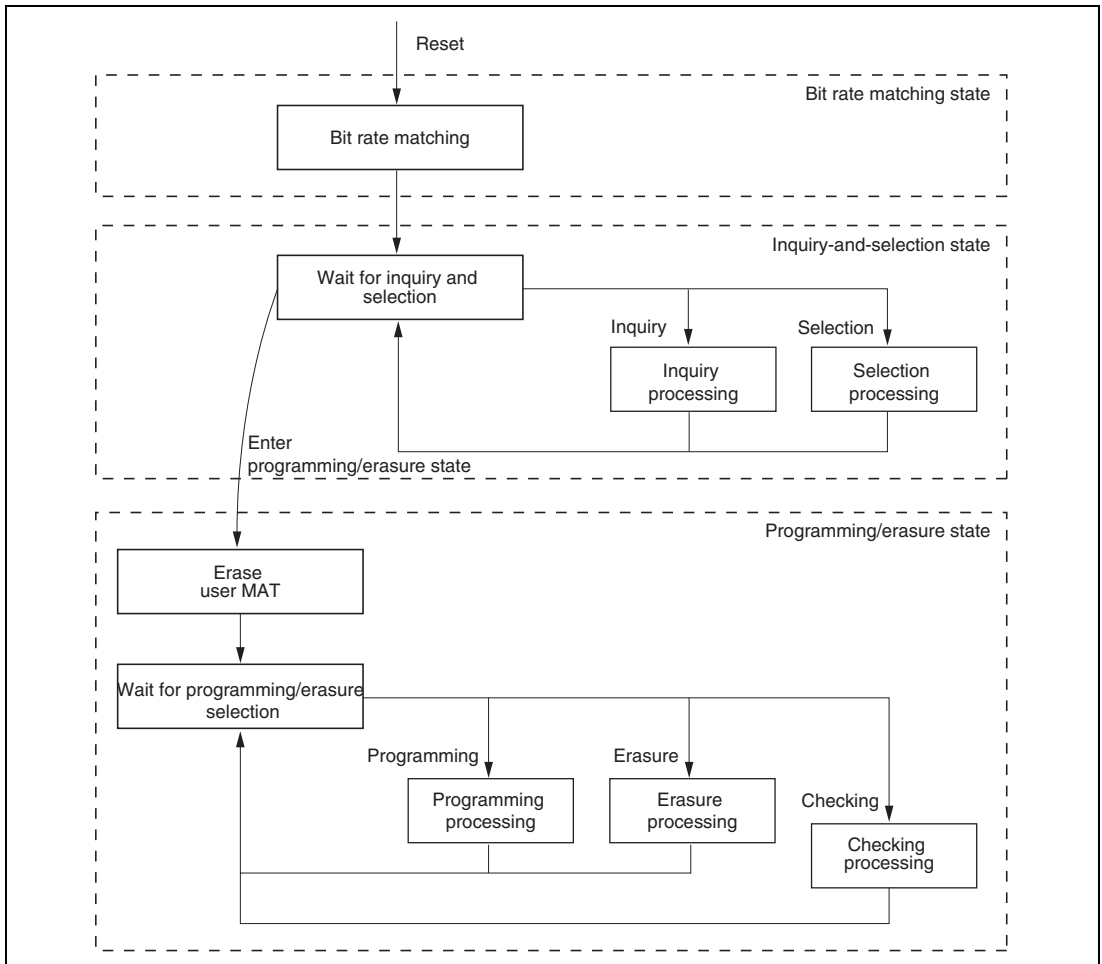 Reset
Bit rate matching state
Bit rate matching
Inquiry-and-selection state
Wait for inquiry and
selection
Inquiry
Selection
Inquiry
processing
Selection
processing
Enter
programming/erasure state
Programming/erasure state
Erase
user MAT
Wait for programming/erasure
selection
Programming
Erasure
Checking
Programming
processing
Erasure
processing
Checking
processing